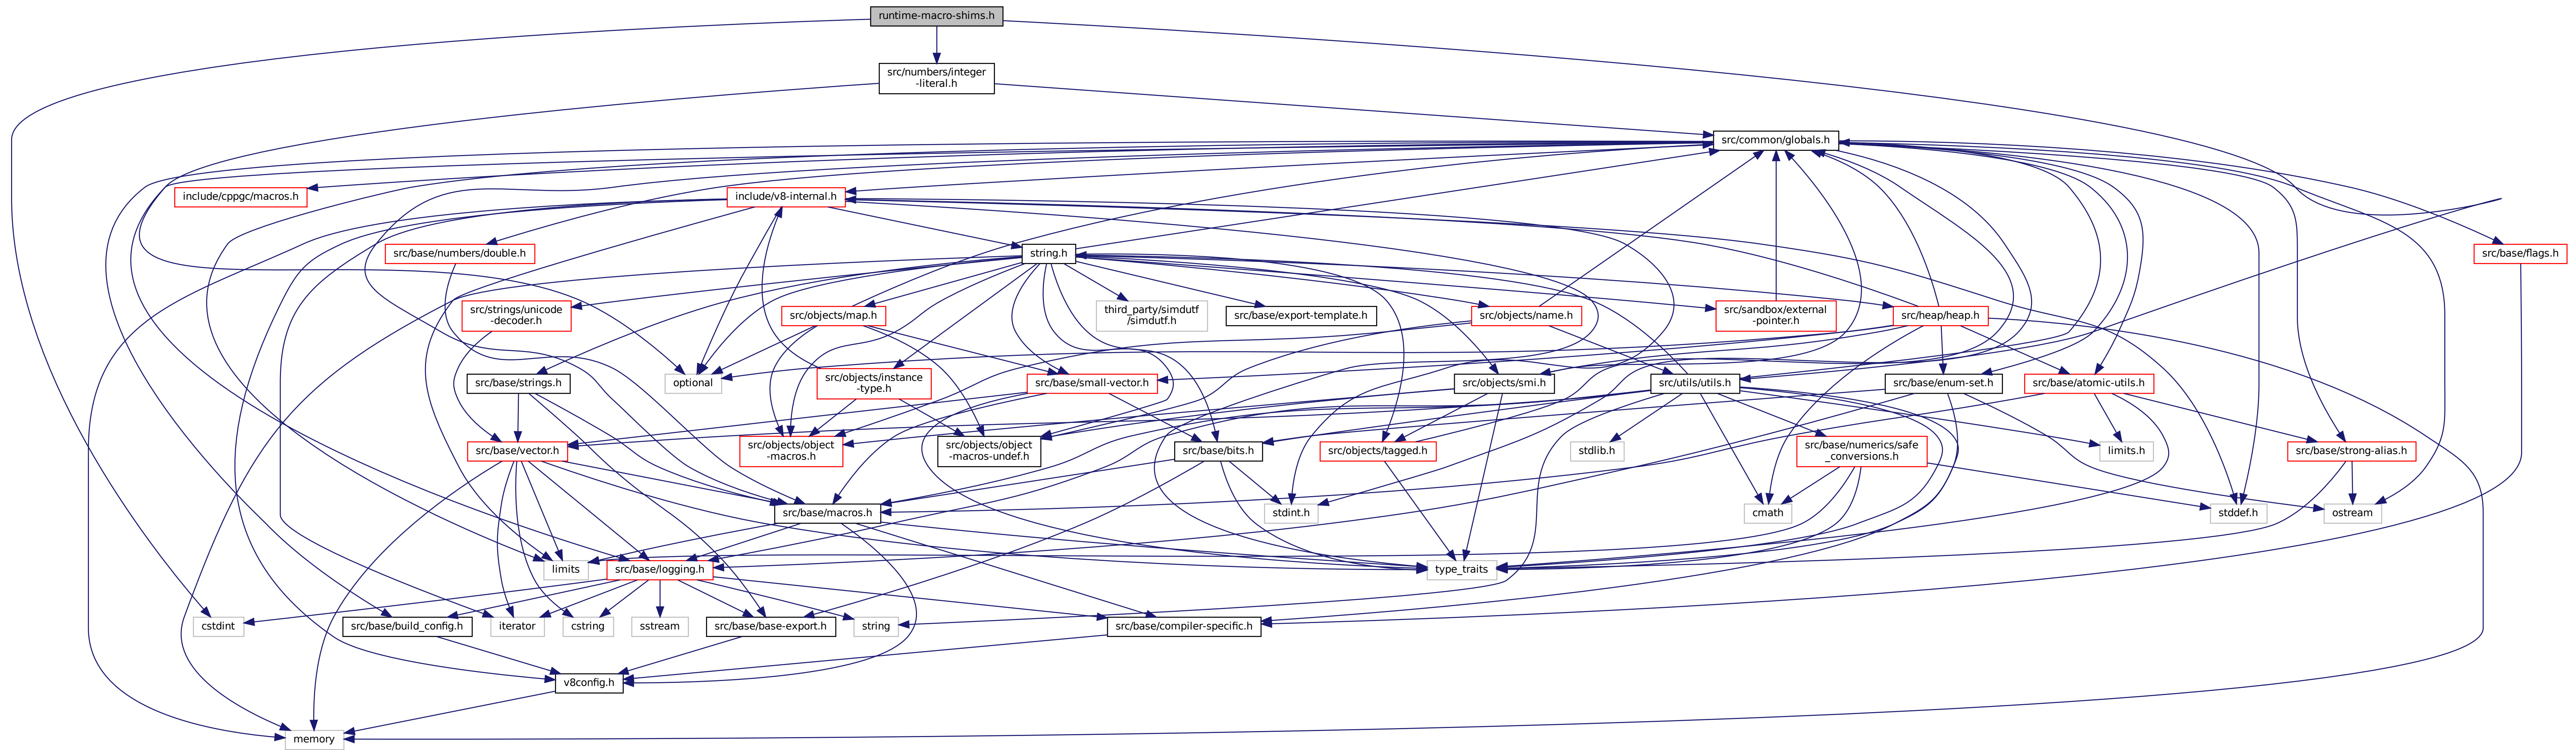 runtime-macro-shims.h
src/numbers/integer
-literal.h
src/common/globals.h
include/cppgc/macros.h
include/v8-internal.h
src/base/numbers/double.h
string.h
src/base/flags.h
src/strings/unicode
-decoder.h
src/objects/map.h
third_party/simdutf
/simdutf.h
src/base/export-template.h
src/objects/name.h
src/sandbox/external
-pointer.h
src/heap/heap.h
src/base/strings.h
optional
src/objects/instance
-type.h
src/base/small-vector.h
src/objects/smi.h
src/utils/utils.h
src/base/enum-set.h
src/base/atomic-utils.h
src/base/vector.h
src/objects/object
-macros.h
src/objects/object
-macros-undef.h
src/base/bits.h
src/objects/tagged.h
stdlib.h
src/base/numerics/safe
_conversions.h
limits.h
src/base/strong-alias.h
src/base/macros.h
stdint.h
cmath
stddef.h
ostream
limits
src/base/logging.h
type_traits
cstdint
src/base/build_config.h
iterator
cstring
sstream
src/base/base-export.h
string
src/base/compiler-specific.h
v8config.h
memory